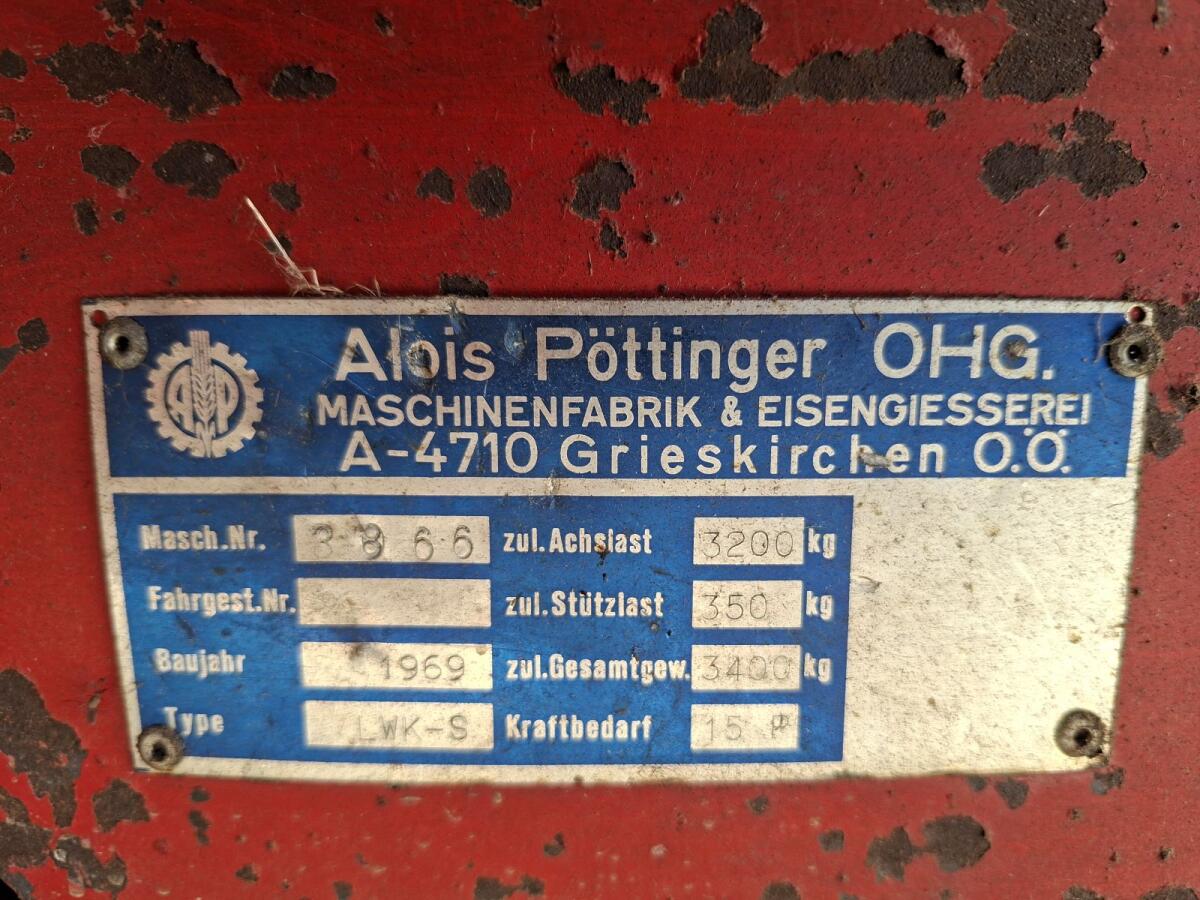 AP
Alois Pöttinger OHG.
MASCHINENFABRIK & EISENGIESSEREI
A-4710 Grieskirchen O.Ö.
Masch.Nr. 3866 zul.Achslast 3200 kg
Fahrgest.Nr. zul.Stützlast 350 kg
Baujahr 1969 zul.Gesamtgew. 3400 kg
Type LWK-S Kraftbedarf 15 P